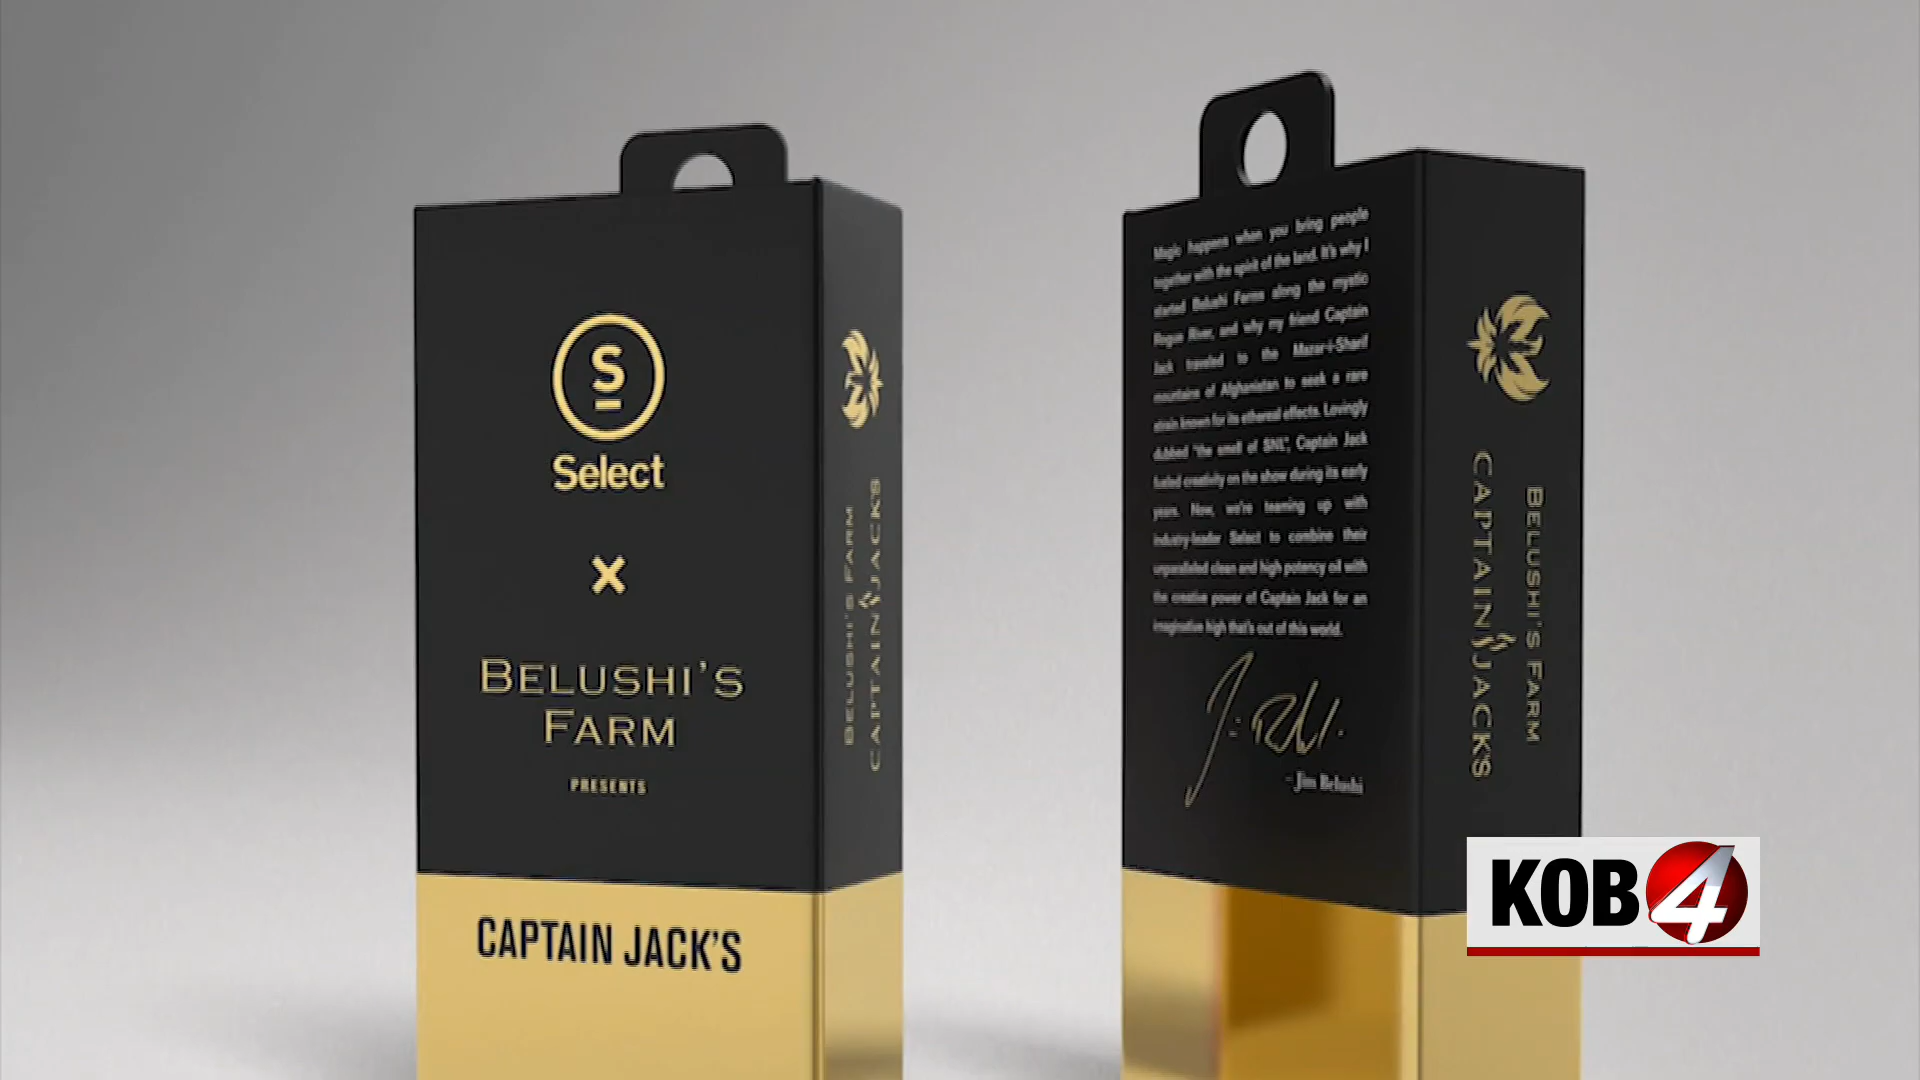 S
Select
×
BELUSHI'S
FARM
PRESENTS
CAPTAIN JACK'S
BELUSHI'S FARM
CAPTAIN JACK'S
Magic happens when you bring people
together with the spirit of the land. It's why I
started Belushi Farms along the mystic
Rogue River, and why my friend Captain
Jack traveled to the Mazar-i-Sharif
mountains of Afghanistan to seek a rare
strain known for its ethereal effects. Lovingly
dubbed "the smell of SNL", Captain Jack
fueled creativity on the show during its early
years. Now, we're teaming up with
industry-leader Select to combine their
unparalleled clean and high potency oil with
the creative power of Captain Jack for an
imaginative high that's out of this world.
- Jim Belushi
BELUSHI'S FARM
CAPTAIN JACK'S
KOB 4